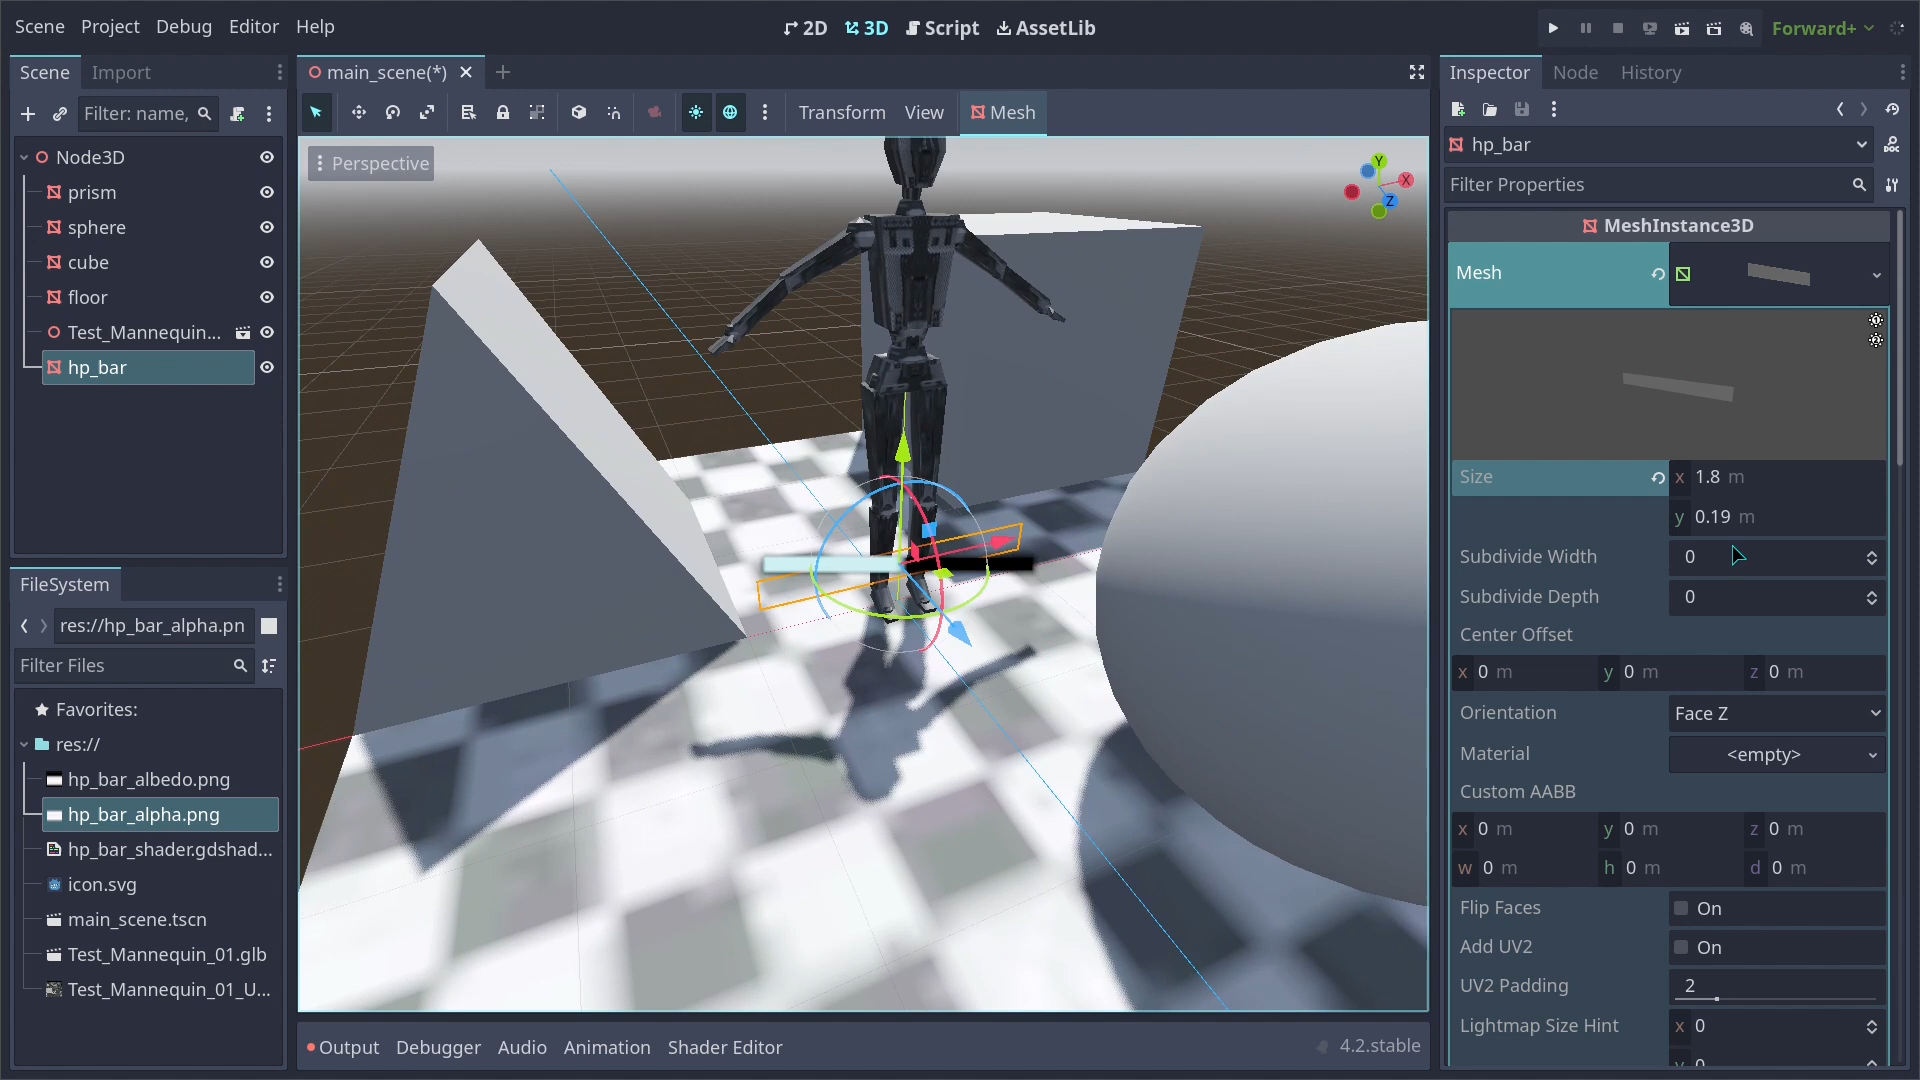 Scene Project Debug Editor Help
2D 3D Script AssetLib
Forward+
Scene Import
Filter: name,
Node3D
prism
sphere
cube
floor
Test_Mannequin...
hp_bar
FileSystem
res://hp_bar_alpha.pn
Filter Files
Favorites:
res://
hp_bar_albedo.png
hp_bar_alpha.png
hp_bar_shader.gdshad...
icon.svg
main_scene.tscn
Test_Mannequin_01.glb
Test_Mannequin_01_U...
main_scene(*)
Transform View Mesh
Perspective
Y
X
Z
Output Debugger Audio Animation Shader Editor
4.2.stable
Inspector Node History
hp_bar
Filter Properties
MeshInstance3D
Mesh
Size x 1.8 m
y 0.19 m
Subdivide Width 0
Subdivide Depth 0
Center Offset
x 0 m y 0 m z 0 m
Orientation Face Z
Material <empty>
Custom AABB
x 0 m y 0 m z 0 m
w 0 m h 0 m d 0 m
Flip Faces On
Add UV2 On
UV2 Padding 2
Lightmap Size Hint x 0
y 0